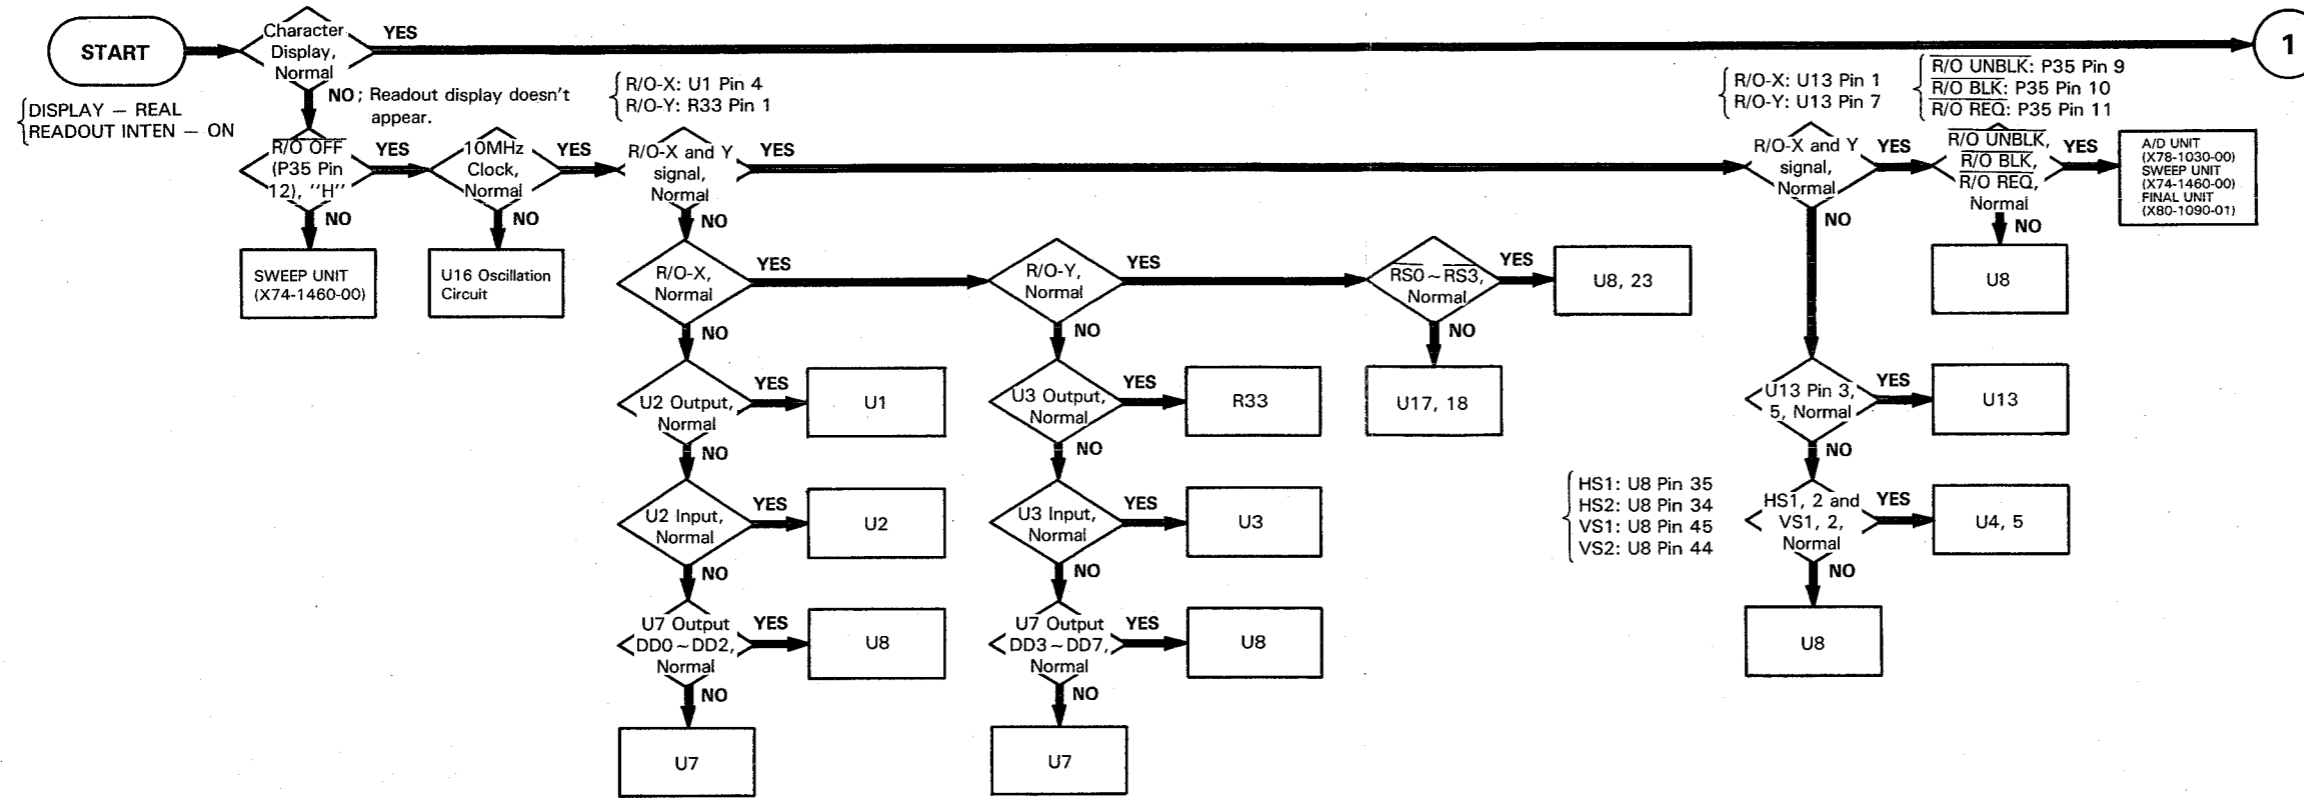 START
Character
Display,
Normal
YES
1
DISPLAY — REAL
READOUT INTEN — ON
NO ; Readout display doesn't
appear.
R/O-X: U1 Pin 4
R/O-Y: R33 Pin 1
R/O-X: U13 Pin 1
R/O-Y: U13 Pin 7
R/O UNBLK: P35 Pin 9
R/O BLK: P35 Pin 10
R/O REQ: P35 Pin 11
R/O OFF
(P35 Pin
12), "H"
YES
NO
10MHz
Clock,
Normal
YES
NO
R/O-X and Y
signal,
Normal
YES
NO
R/O-X and Y
signal,
Normal
YES
NO
R/O UNBLK,
R/O BLK,
R/O REQ,
Normal
YES
NO
A/D UNIT
(X78-1030-00)
SWEEP UNIT
(X74-1460-00)
FINAL UNIT
(X80-1090-01)
SWEEP UNIT
(X74-1460-00)
U16 Oscillation
Circuit
R/O-X,
Normal
YES
NO
R/O-Y,
Normal
YES
NO
RS0~RS3,
Normal
YES
NO
U8, 23
U8
U2 Output,
Normal
YES
NO
U1
U3 Output,
Normal
YES
NO
R33
U17, 18
U13 Pin 3,
5, Normal
YES
NO
U13
U2 Input,
Normal
YES
NO
U2
U3 Input,
Normal
YES
NO
U3
HS1: U8 Pin 35
HS2: U8 Pin 34
VS1: U8 Pin 45
VS2: U8 Pin 44
HS1, 2 and
VS1, 2,
Normal
YES
NO
U4, 5
U7 Output
DD0~DD2,
Normal
YES
NO
U8
U7 Output
DD3~DD7,
Normal
YES
NO
U8
U8
U7
U7